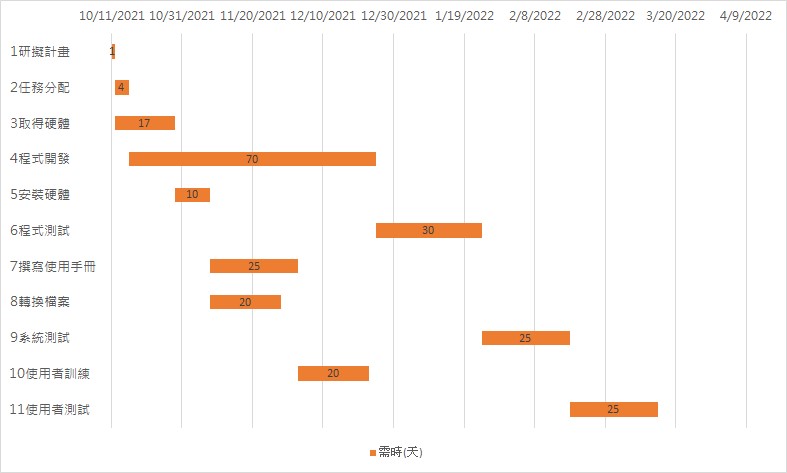 10/11/2021 10/31/2021 11/20/2021 12/10/2021 12/30/2021 1/19/2022 2/8/2022 2/28/2022 3/20/2022 4/9/2022
1研擬計畫 1
2任務分配 4
3取得硬體 17
4程式開發 70
5安裝硬體 10
6程式測試 30
7撰寫使用手冊 25
8轉換檔案 20
9系統測試 25
10使用者訓練 20
11使用者測試 25
需時(天)